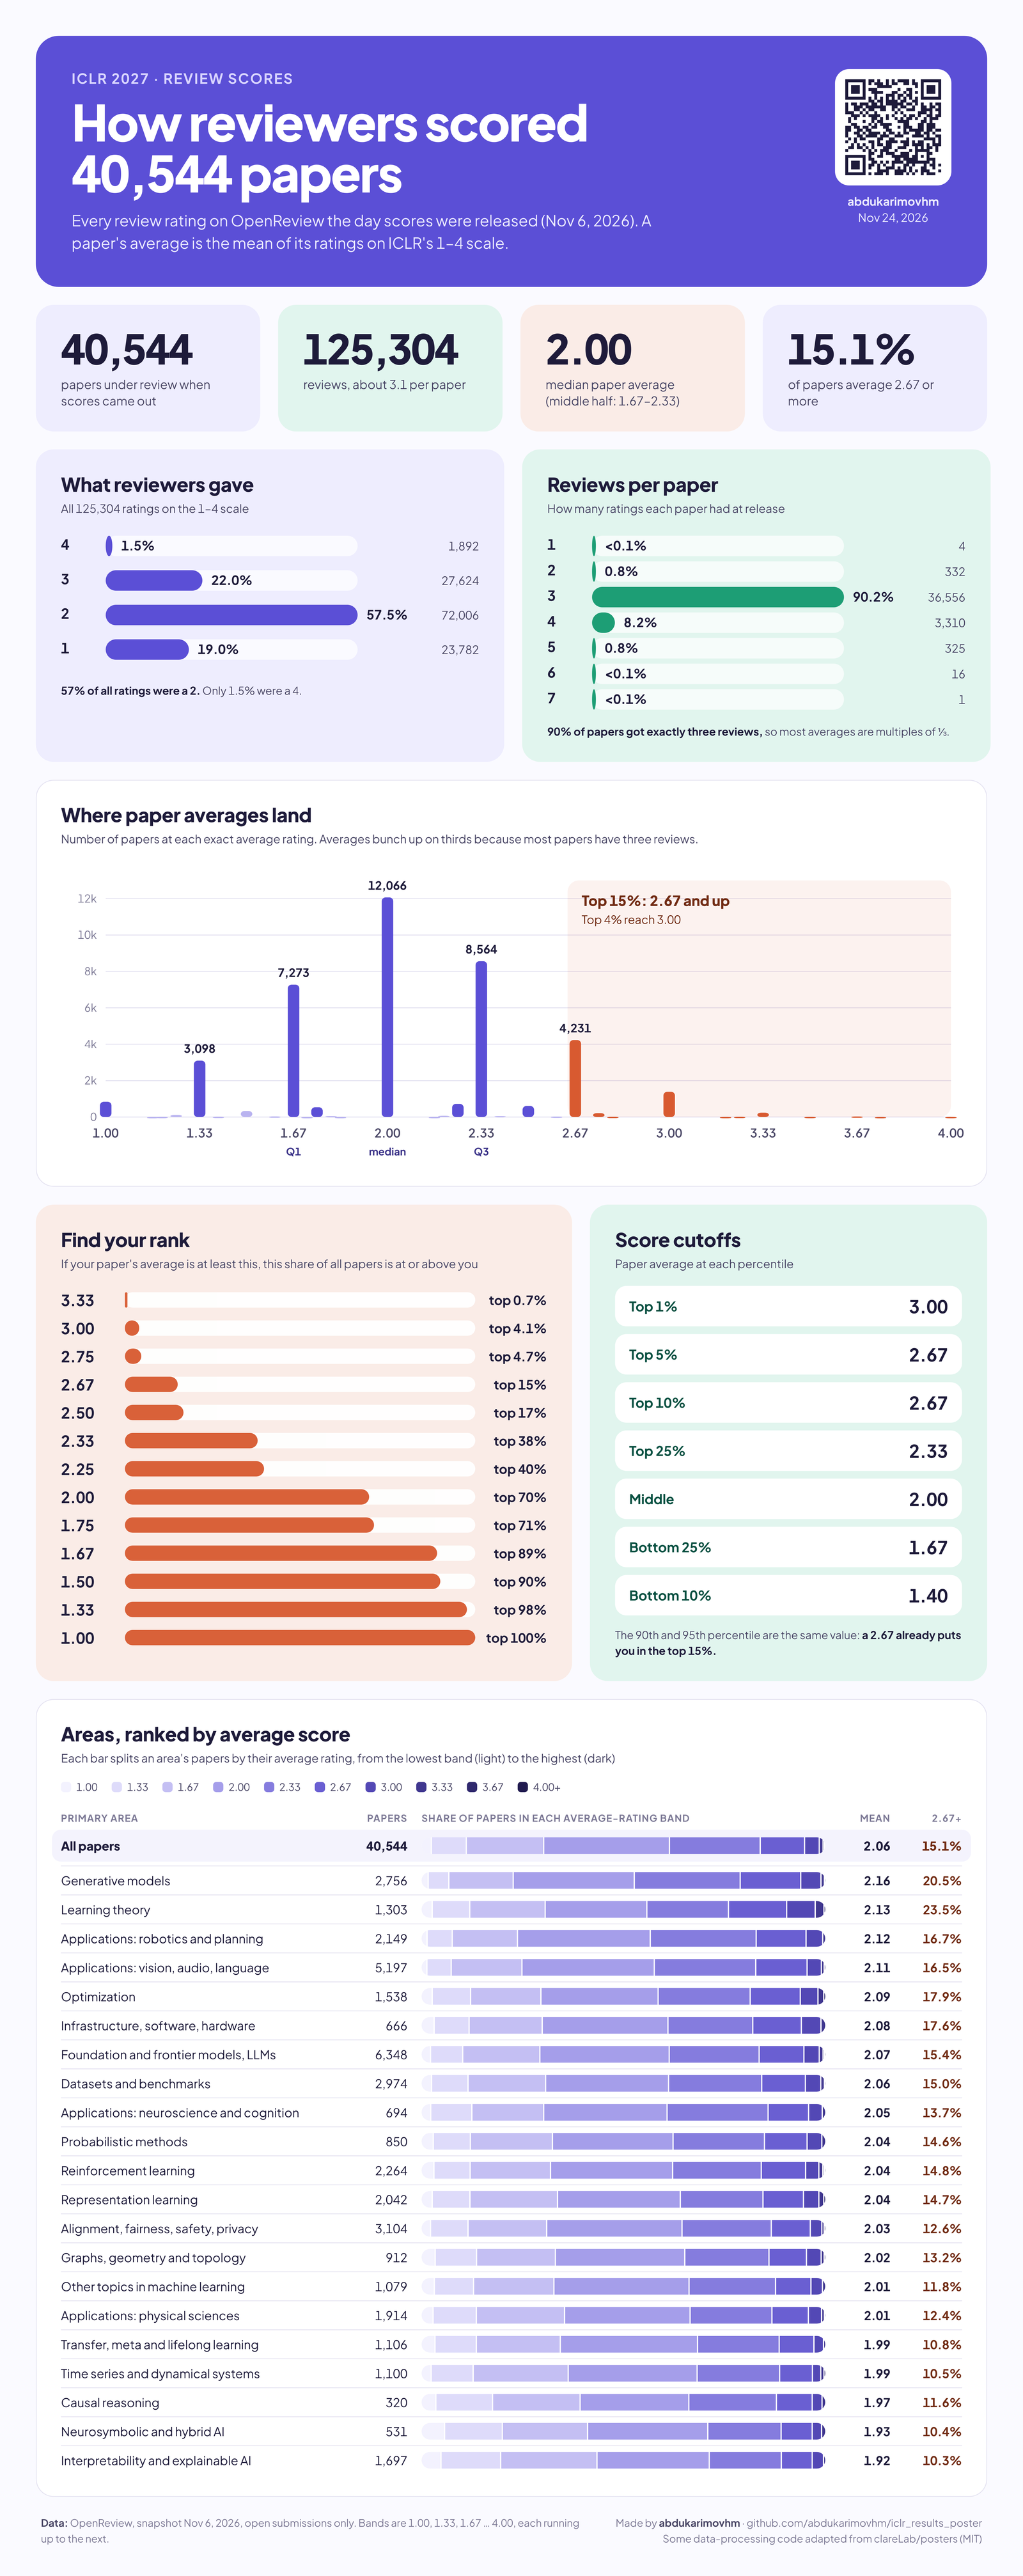 ICLR 2027 · REVIEW SCORES
How reviewers scored
40,544 papers
Every review rating on OpenReview the day scores were released (Nov 6, 2026). A
paper's average is the mean of its ratings on ICLR's 1–4 scale.
abdukarimovhm
Nov 24, 2026
40,544
papers under review when
scores came out
125,304
reviews, about 3.1 per paper
2.00
median paper average
(middle half: 1.67–2.33)
15.1%
of papers average 2.67 or
more
What reviewers gave
All 125,304 ratings on the 1–4 scale
4 1.5% 1,892
3 22.0% 27,624
2 57.5% 72,006
1 19.0% 23,782
57% of all ratings were a 2. Only 1.5% were a 4.
Reviews per paper
How many ratings each paper had at release
1 <0.1% 4
2 0.8% 332
3 90.2% 36,556
4 8.2% 3,310
5 0.8% 325
6 <0.1% 16
7 <0.1% 1
90% of papers got exactly three reviews, so most averages are multiples of ⅓.
Where paper averages land
Number of papers at each exact average rating. Averages bunch up on thirds because most papers have three reviews.
12,066
12k
Top 15%: 2.67 and up
Top 4% reach 3.00
10k
8,564
8k
7,273
6k
4,231
4k
3,098
2k
0
1.00 1.33 1.67 2.00 2.33 2.67 3.00 3.33 3.67 4.00
Q1 median Q3
Find your rank
If your paper's average is at least this, this share of all papers is at or above you
3.33 top 0.7%
3.00 top 4.1%
2.75 top 4.7%
2.67 top 15%
2.50 top 17%
2.33 top 38%
2.25 top 40%
2.00 top 70%
1.75 top 71%
1.67 top 89%
1.50 top 90%
1.33 top 98%
1.00 top 100%
Score cutoffs
Paper average at each percentile
Top 1% 3.00
Top 5% 2.67
Top 10% 2.67
Top 25% 2.33
Middle 2.00
Bottom 25% 1.67
Bottom 10% 1.40
The 90th and 95th percentile are the same value: a 2.67 already puts
you in the top 15%.
Areas, ranked by average score
Each bar splits an area's papers by their average rating, from the lowest band (light) to the highest (dark)
1.00 1.33 1.67 2.00 2.33 2.67 3.00 3.33 3.67 4.00+
PRIMARY AREA PAPERS SHARE OF PAPERS IN EACH AVERAGE-RATING BAND MEAN 2.67+
All papers 40,544 2.06 15.1%
Generative models 2,756 2.16 20.5%
Learning theory 1,303 2.13 23.5%
Applications: robotics and planning 2,149 2.12 16.7%
Applications: vision, audio, language 5,197 2.11 16.5%
Optimization 1,538 2.09 17.9%
Infrastructure, software, hardware 666 2.08 17.6%
Foundation and frontier models, LLMs 6,348 2.07 15.4%
Datasets and benchmarks 2,974 2.06 15.0%
Applications: neuroscience and cognition 694 2.05 13.7%
Probabilistic methods 850 2.04 14.6%
Reinforcement learning 2,264 2.04 14.8%
Representation learning 2,042 2.04 14.7%
Alignment, fairness, safety, privacy 3,104 2.03 12.6%
Graphs, geometry and topology 912 2.02 13.2%
Other topics in machine learning 1,079 2.01 11.8%
Applications: physical sciences 1,914 2.01 12.4%
Transfer, meta and lifelong learning 1,106 1.99 10.8%
Time series and dynamical systems 1,100 1.99 10.5%
Causal reasoning 320 1.97 11.6%
Neurosymbolic and hybrid AI 531 1.93 10.4%
Interpretability and explainable AI 1,697 1.92 10.3%
Data: OpenReview, snapshot Nov 6, 2026, open submissions only. Bands are 1.00, 1.33, 1.67 … 4.00, each running
up to the next.
Made by abdukarimovhm · github.com/abdukarimovhm/iclr_results_poster
Some data-processing code adapted from clareLab/posters (MIT)